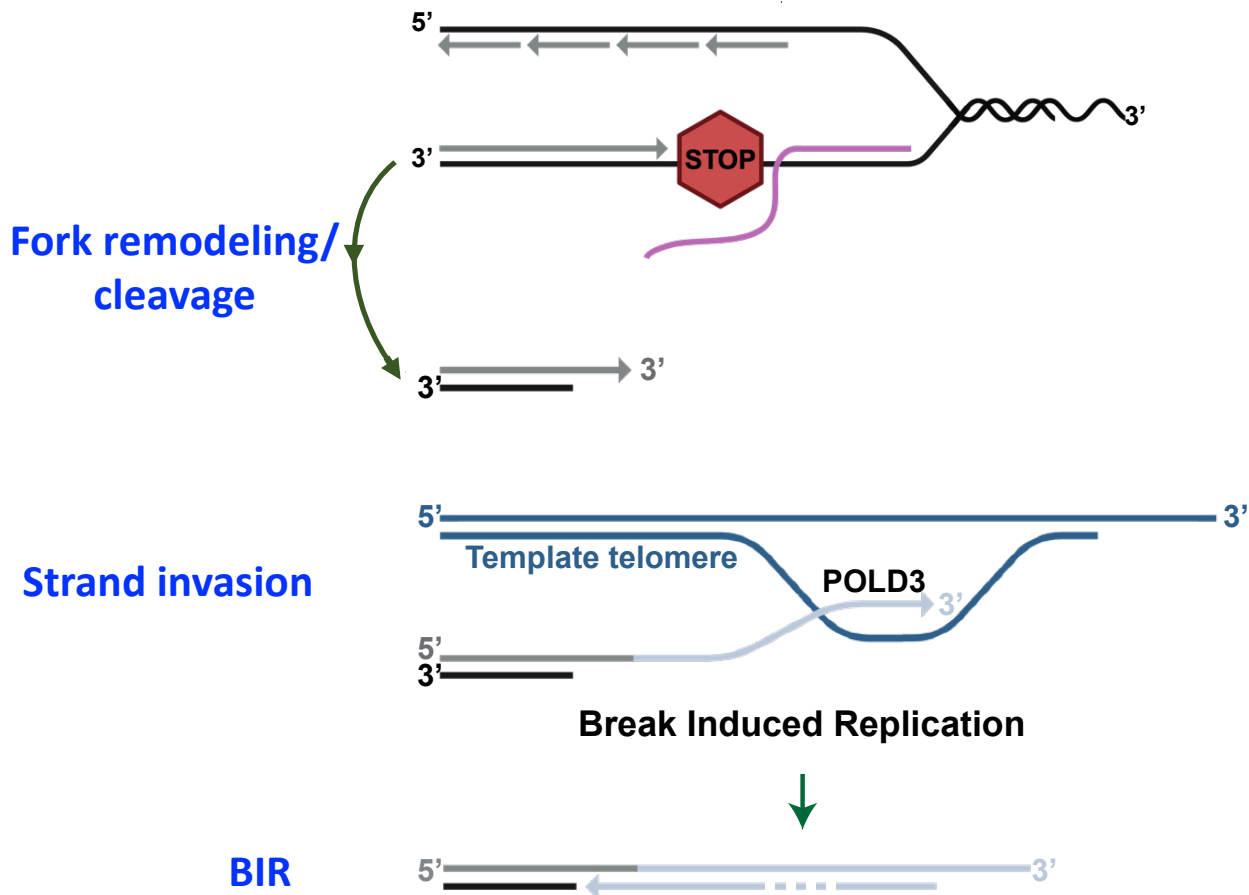 5’
3’
3’
STOP
Fork remodeling/
cleavage
3’
3’
5’
3’
Template telomere
Strand invasion
POLD3
3’
5’
3’
Break Induced Replication
BIR
5’
3’